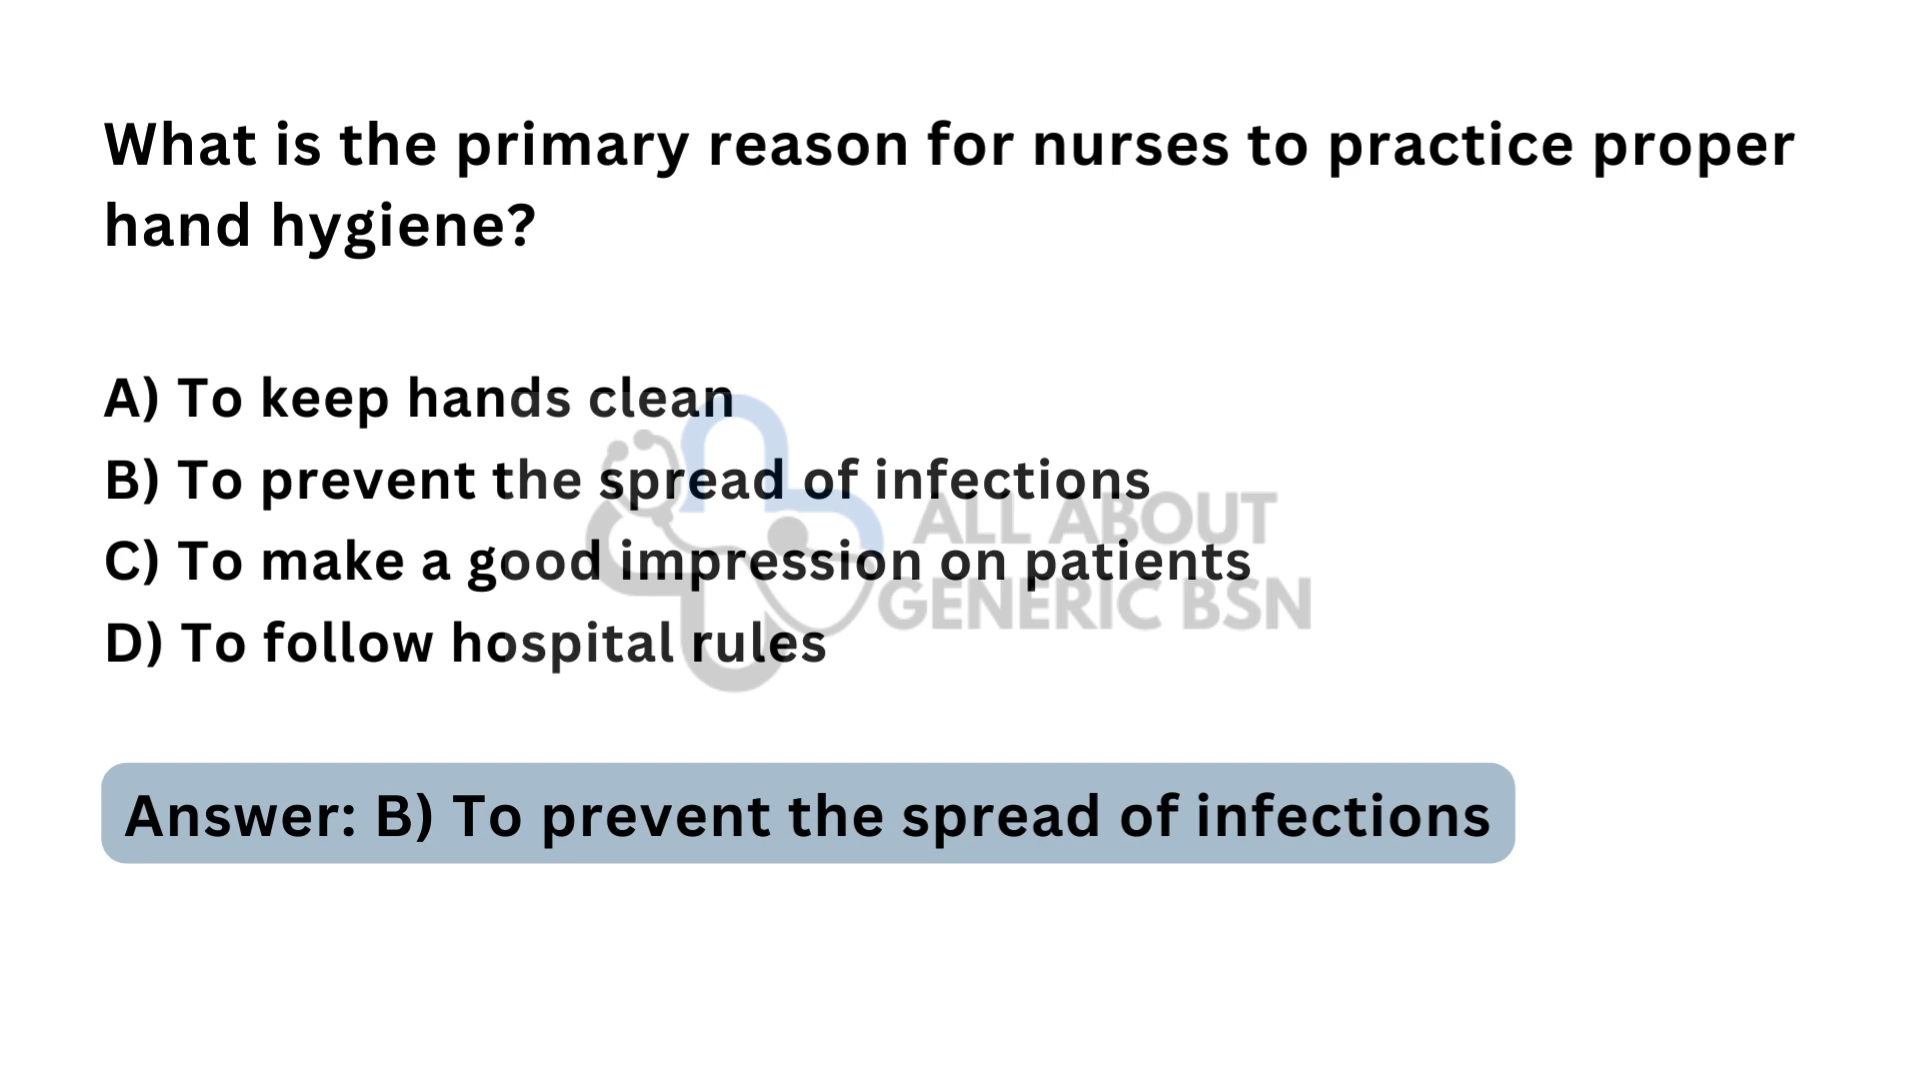 What is the primary reason for nurses to practice proper
hand hygiene?
A) To keep hands clean
B) To prevent the spread of infections
C) To make a good impression on patients
D) To follow hospital rules
ALL ABOUT
GENERIC BSN
Answer: B) To prevent the spread of infections